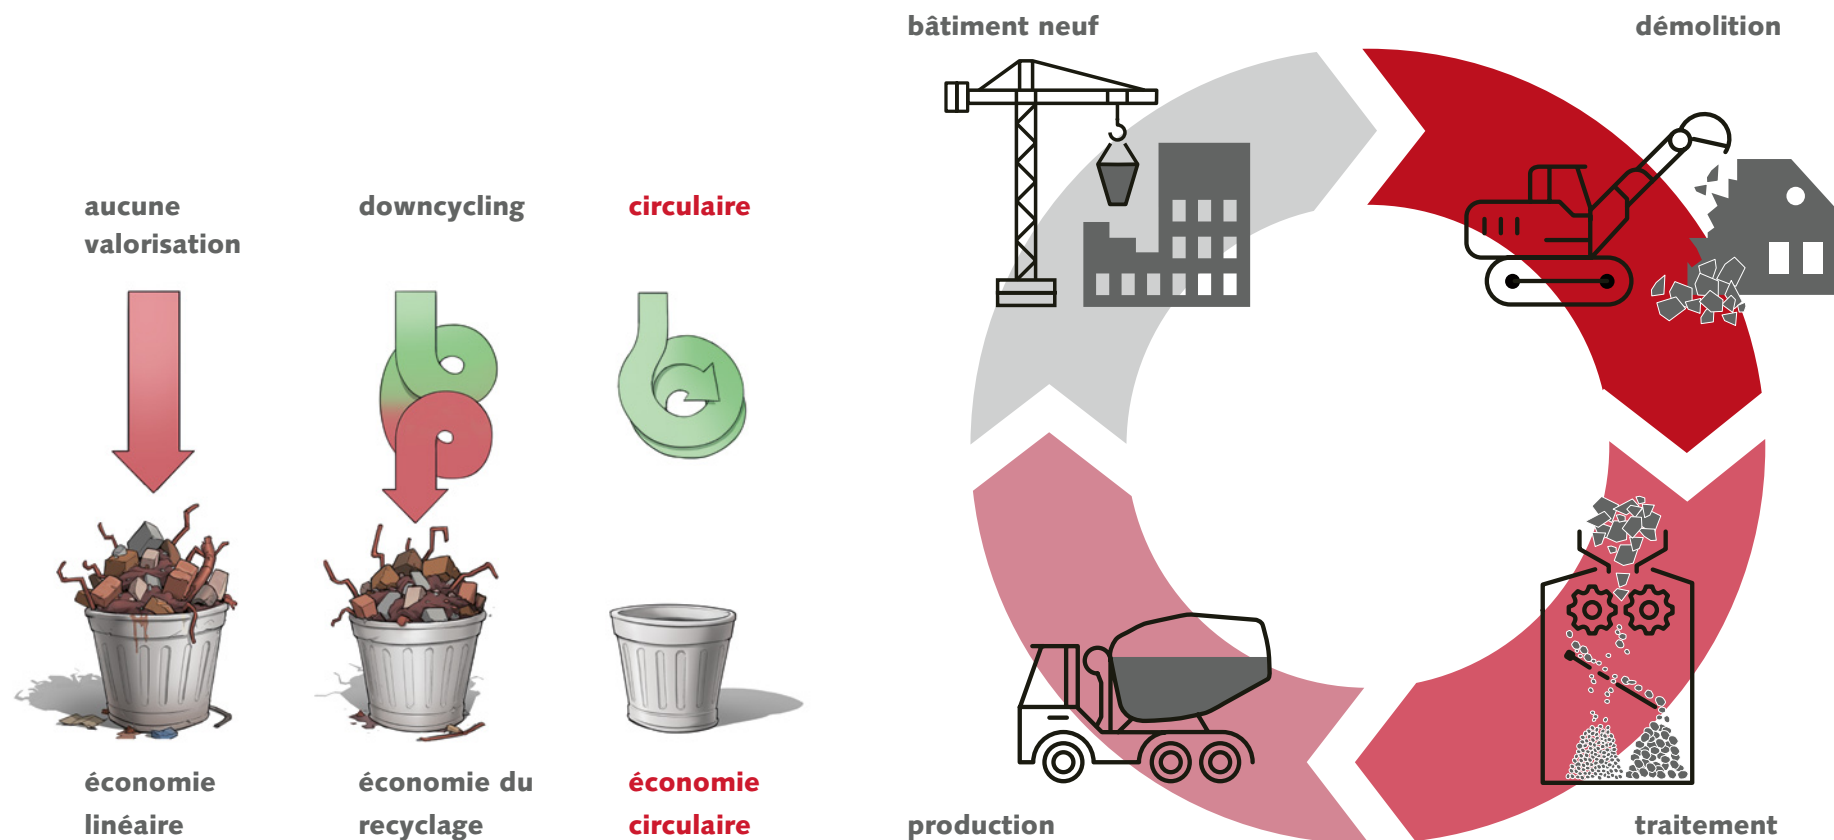 bâtiment neuf
démolition
aucune
valorisation
downcycling
circulaire
économie
linéaire
économie du
recyclage
économie
circulaire
production
traitement